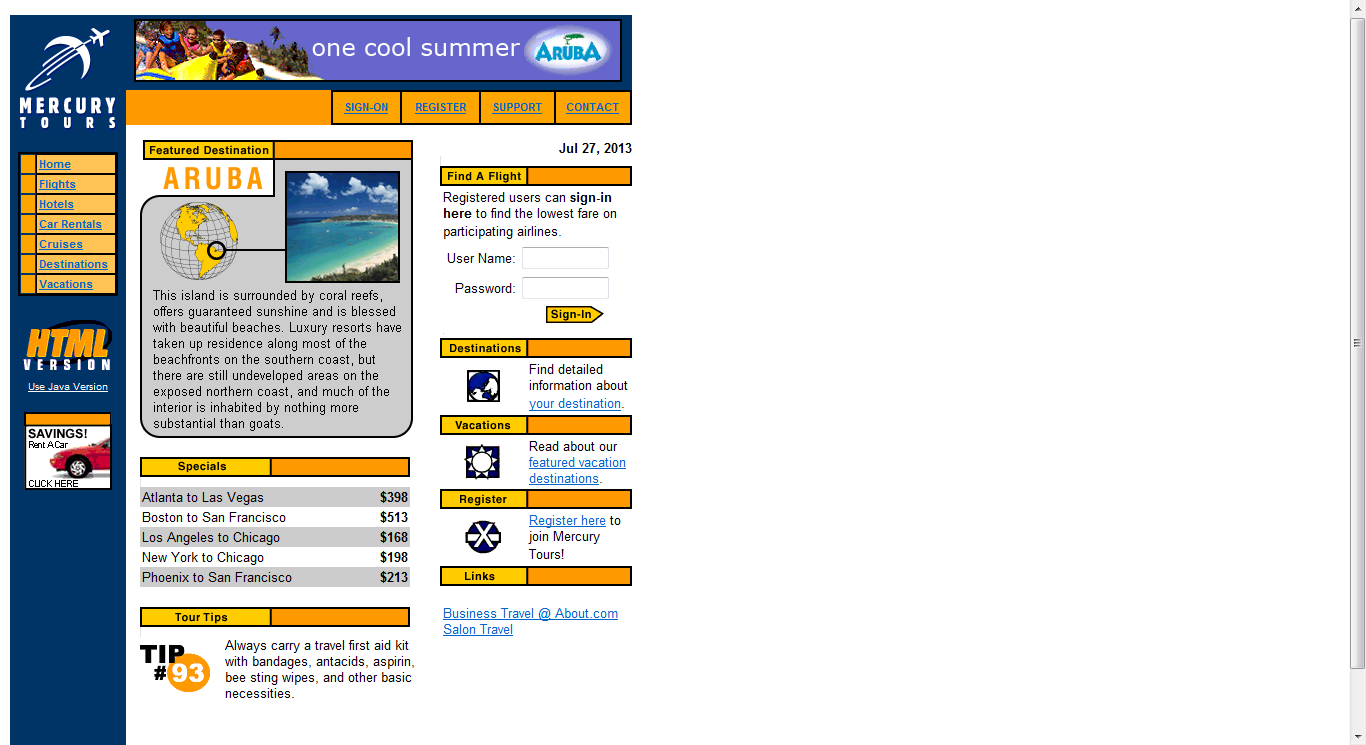 MERCURY
TOURS
one cool summer
ARUBA
SIGN-ON
REGISTER
SUPPORT
CONTACT
Home
Flights
Hotels
Car Rentals
Cruises
Destinations
Vacations
HTML
VERSION
Use Java Version
SAVINGS!
Rent A Car
CLICK HERE
Featured Destination
ARUBA
This island is surrounded by coral reefs,
offers guaranteed sunshine and is blessed
with beautiful beaches. Luxury resorts have
taken up residence along most of the
beachfronts on the southern coast, but
there are still undeveloped areas on the
exposed northern coast, and much of the
interior is inhabited by nothing more
substantial than goats.
Specials
Atlanta to Las Vegas $398
Boston to San Francisco $513
Los Angeles to Chicago $168
New York to Chicago $198
Phoenix to San Francisco $213
Tour Tips
TIP
#93
Always carry a travel first aid kit
with bandages, antacids, aspirin,
bee sting wipes, and other basic
necessities.
Jul 27, 2013
Find A Flight
Registered users can sign-in
here to find the lowest fare on
participating airlines.
User Name:
Password:
Sign-In
Destinations
Find detailed
information about
your destination.
Vacations
Read about our
featured vacation
destinations.
Register
Register here to
join Mercury
Tours!
Links
Business Travel @ About.com
Salon Travel